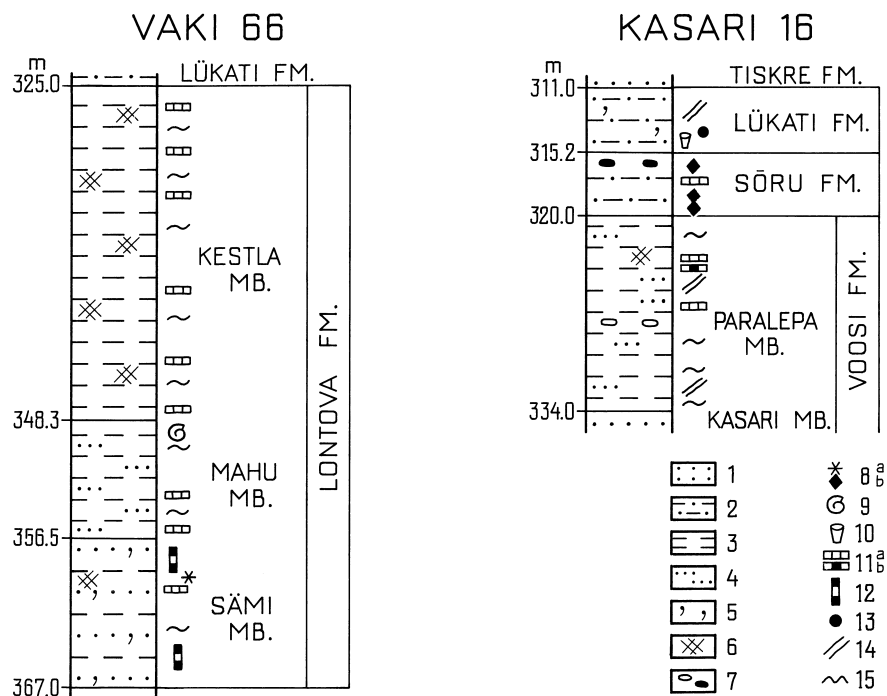 VAKI 66
m
LÜKATI FM.
325.0
KESTLA
MB.
LONTOVA FM.
348.3
MAHU
MB.
356.5
SÄMI
MB.
367.0
KASARI 16
m
TISKRE FM.
311.0
LÜKATI FM.
315.2
SÕRU FM.
320.0
PARALEPA
MB.
VOOSI FM.
334.0
KASARI MB.
1
2
3
4
5
6
7
8 a b
9
10
11 a b
12
13
14
15